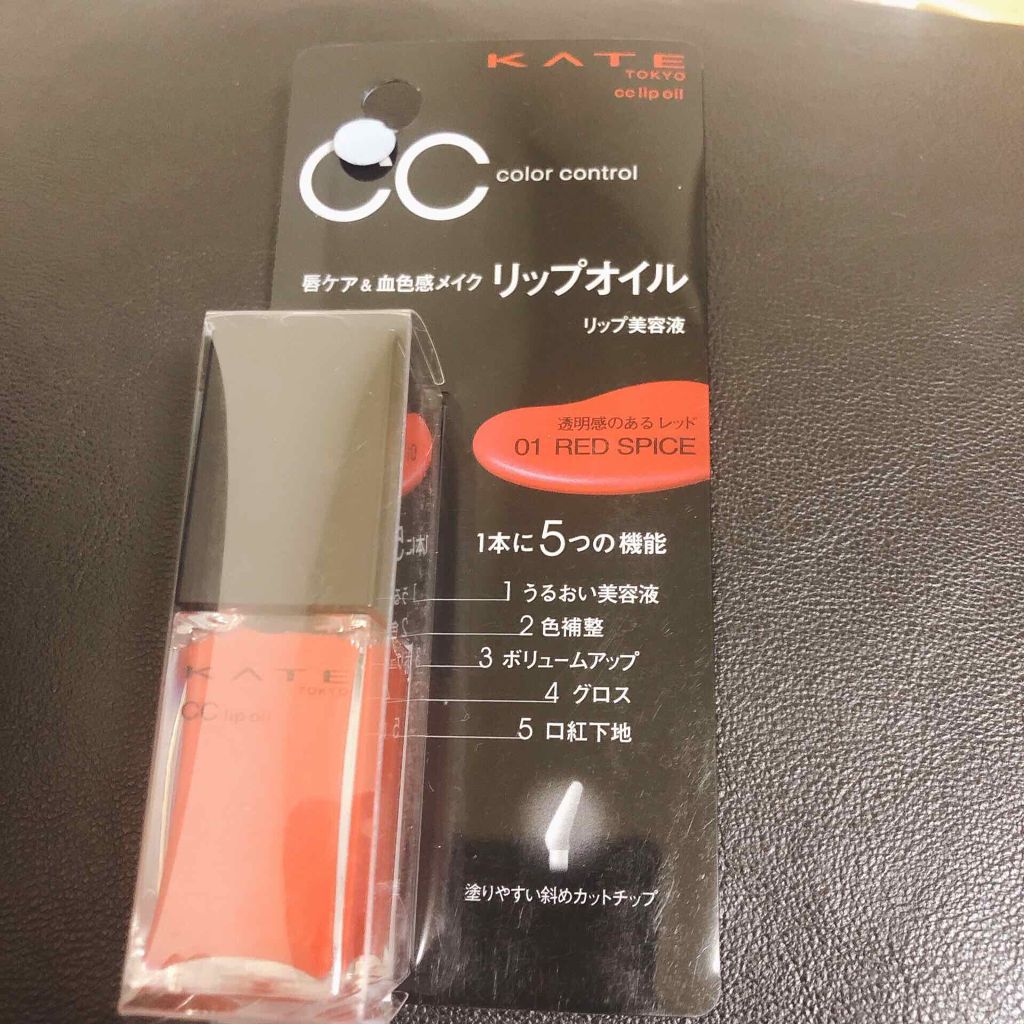 KATE
TOKYO
cc lip oil
CC color control
唇ケア&血色感メイク リップオイル
リップ美容液
透明感のあるレッド
01 RED SPICE
1本に5つの機能
1 うるおい美容液
2 色補整
3 ボリュームアップ
4 グロス
5 口紅下地
塗りやすい斜めカットチップ
KATE
TOKYO
CC lip oil